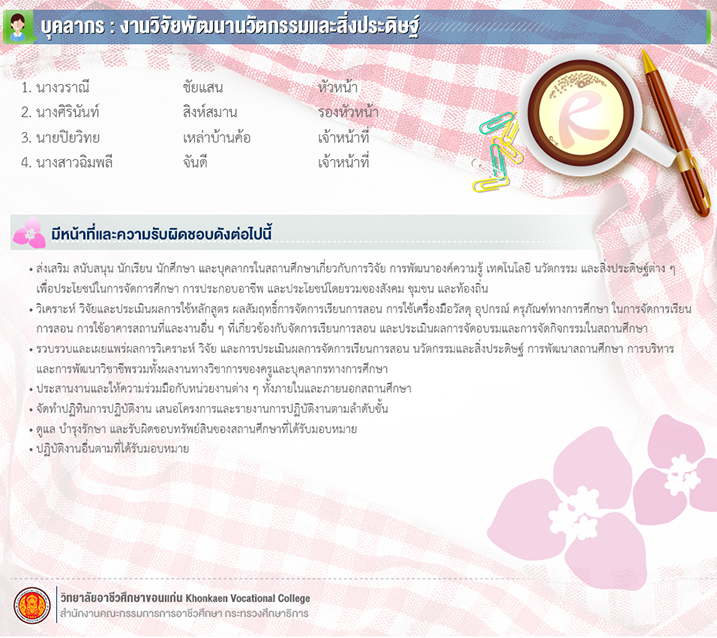 บุคลากร : งานวิจัยพัฒนานวัตกรรมและสิ่งประดิษฐ์
1. นางวราณี ชัยแสน หัวหน้า
2. นางศิรินันท์ สิงห์สมาน รองหัวหน้า
3. นายปิยวิทย เหล่าบ้านค้อ เจ้าหน้าที่
4. นางสาวฉิมพลี จันดี เจ้าหน้าที่
R
มีหน้าที่และความรับผิดชอบดังต่อไปนี้
• ส่งเสริม สนับสนุน นักเรียน นักศึกษา และบุคลากรในสถานศึกษาเกี่ยวกับการวิจัย การพัฒนาองค์ความรู้ เทคโนโลยี นวัตกรรม และสิ่งประดิษฐ์ต่าง ๆ
เพื่อประโยชน์ในการจัดการศึกษา การประกอบอาชีพ และประโยชน์โดยรวมของสังคม ชุมชน และท้องถิ่น
• วิเคราะห์ วิจัยและประเมินผลการใช้หลักสูตร ผลสัมฤทธิ์การจัดการเรียนการสอน การใช้เครื่องมือวัสดุ อุปกรณ์ ครุภัณฑ์ทางการศึกษา ในการจัดการเรียน
การสอน การใช้อาคารสถานที่และงานอื่น ๆ ที่เกี่ยวข้องกับจัดการเรียนการสอน และประเมินผลการจัดอบรมและการจัดกิจกรรมในสถานศึกษา
• รวบรวบและเผยแพร่ผลการวิเคราะห์ วิจัย และการประเมินผลการจัดการเรียนการสอน นวัตกรรมและสิ่งประดิษฐ์ การพัฒนาสถานศึกษา การบริหาร
และการพัฒนาวิชาชีพรวมทั้งผลงานทางวิชาการของครูและบุคลากรทางการศึกษา
• ประสานงานและให้ความร่วมมือกับหน่วยงานต่าง ๆ ทั้งภายในและภายนอกสถานศึกษา
• จัดทำปฏิทินการปฏิบัติงาน เสนอโครงการและรายงานการปฏิบัติงานตามลำดับขั้น
• ดูแล บำรุงรักษา และรับผิดชอบทรัพย์สินของสถานศึกษาที่ได้รับมอบหมาย
• ปฏิบัติงานอื่นตามที่ได้รับมอบหมาย
วิทยาลัยอาชีวศึกษาขอนแก่น Khonkaen Vocational College
สำนักงานคณะกรรมการการอาชีวศึกษา กระทรวงศึกษาธิการ